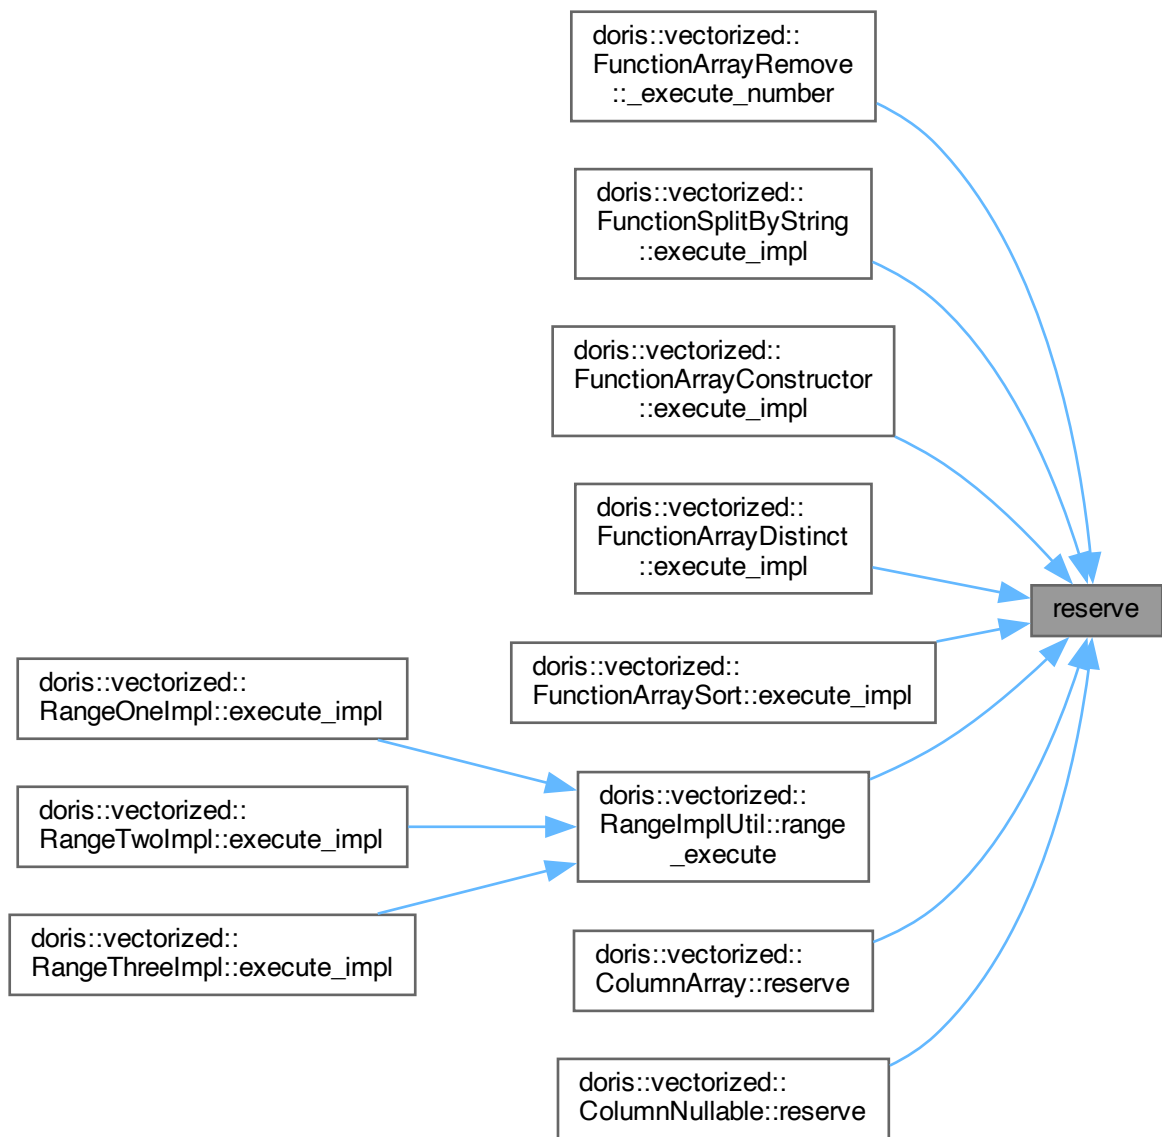 doris::vectorized::
FunctionArrayRemove
::_execute_number
doris::vectorized::
FunctionSplitByString
::execute_impl
doris::vectorized::
FunctionArrayConstructor
::execute_impl
doris::vectorized::
FunctionArrayDistinct
::execute_impl
reserve
doris::vectorized::
FunctionArraySort::execute_impl
doris::vectorized::
RangeOneImpl::execute_impl
doris::vectorized::
RangeTwoImpl::execute_impl
doris::vectorized::
RangeThreeImpl::execute_impl
doris::vectorized::
RangeImplUtil::range
_execute
doris::vectorized::
ColumnArray::reserve
doris::vectorized::
ColumnNullable::reserve